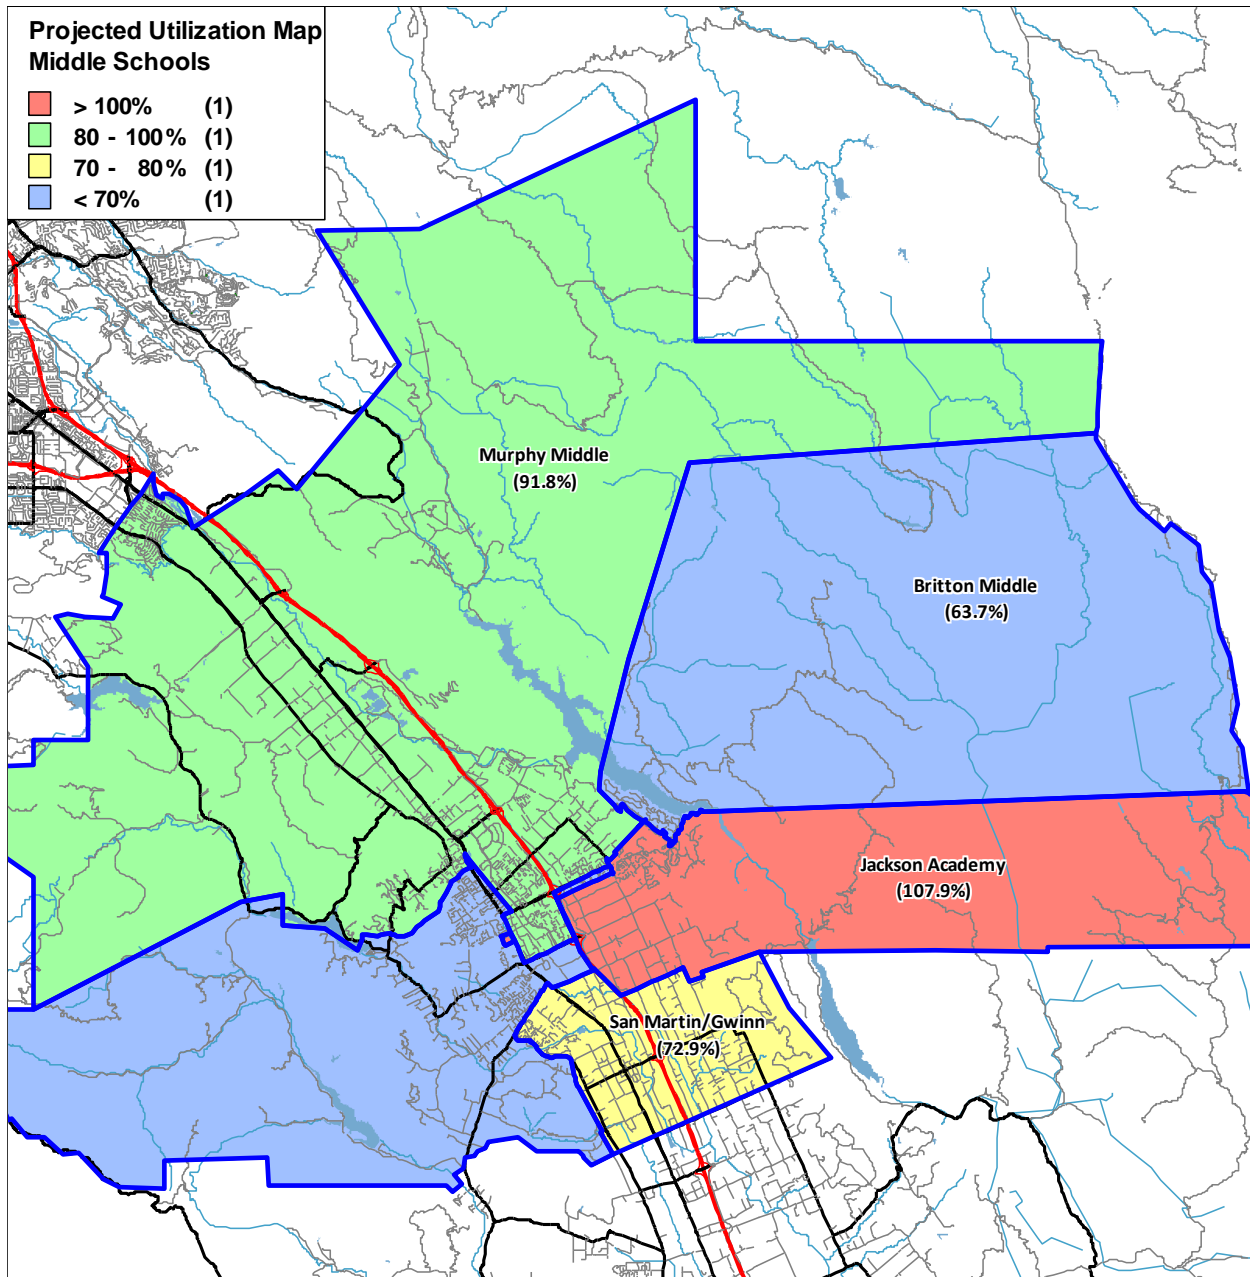 Projected Utilization Map
Middle Schools
> 100% (1)
80 - 100% (1)
70 - 80% (1)
< 70% (1)
Murphy Middle
(91.8%)
Britton Middle
(63.7%)
Jackson Academy
(107.9%)
San Martin/Gwinn
(72.9%)